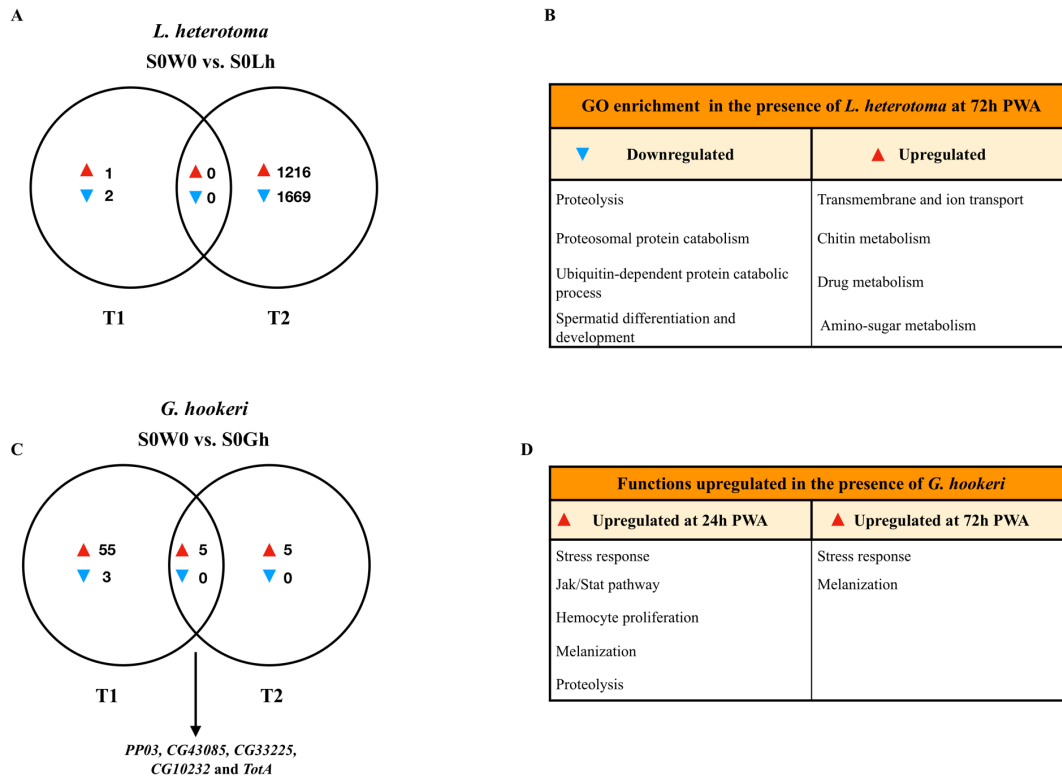 A
L. heterotoma
S0W0 vs. S0Lh
1
2
0
0
1216
1669
T1
T2
B
GO enrichment in the presence of L. heterotoma at 72h PWA
Downregulated
Upregulated
Proteolysis
Transmembrane and ion transport
Proteosomal protein catabolism
Chitin metabolism
Ubiquitin-dependent protein catabolic
process
Drug metabolism
Spermatid differentiation and
development
Amino-sugar metabolism
G. hookeri
S0W0 vs. S0Gh
C
55
3
5
0
5
0
T1
T2
PP03, CG43085, CG33225,
CG10232 and TotA
D
Functions upregulated in the presence of G. hookeri
Upregulated at 24h PWA
Upregulated at 72h PWA
Stress response
Stress response
Jak/Stat pathway
Melanization
Hemocyte proliferation
Melanization
Proteolysis